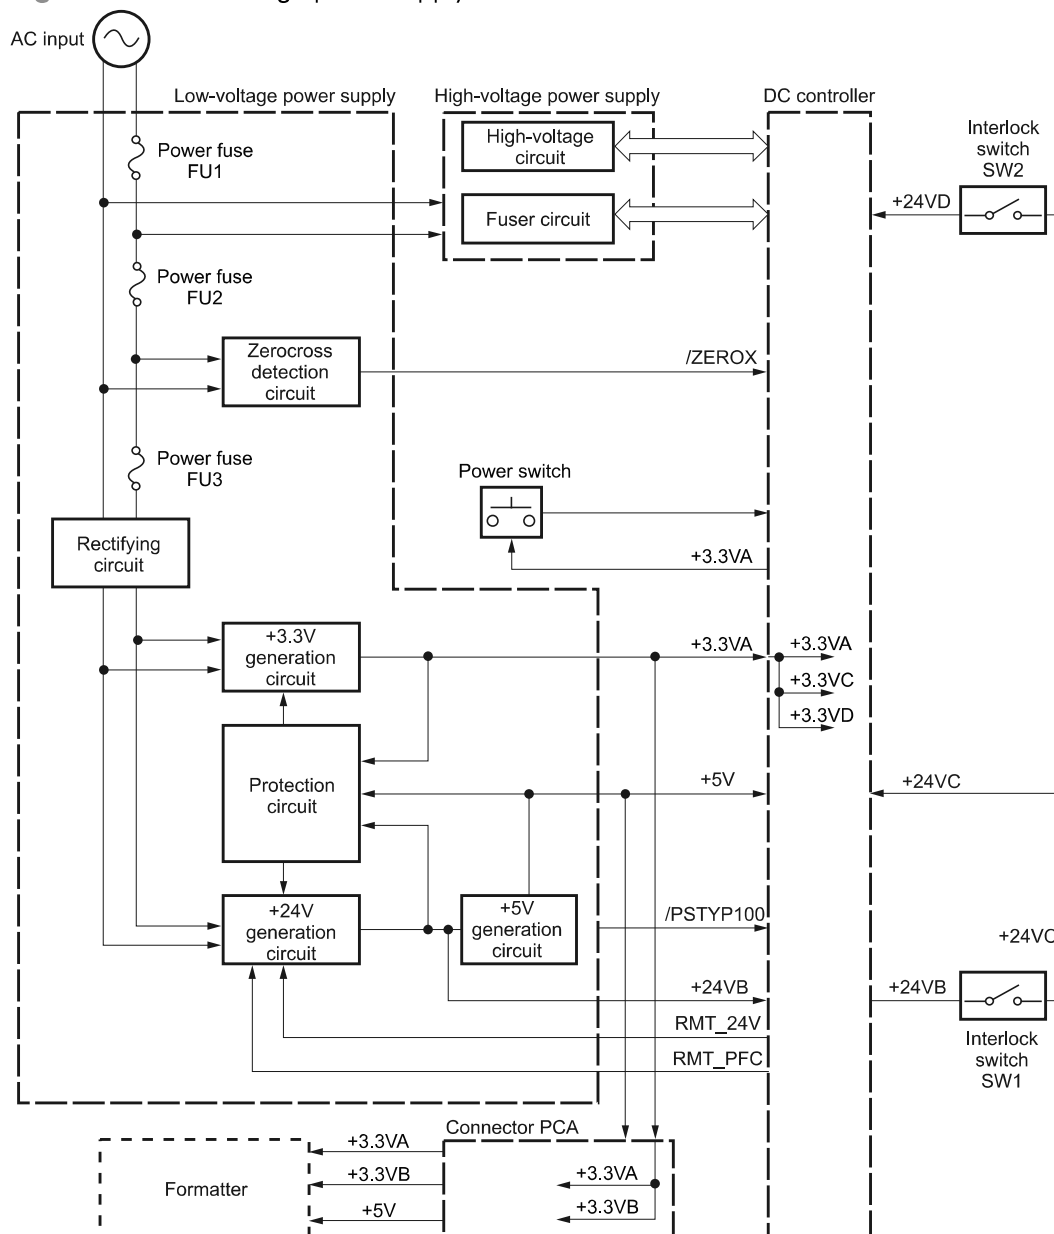 AC input
Low-voltage power supply
High-voltage power supply
DC controller
Power fuse
FU1
High-voltage
circuit
Interlock
switch
SW2
+24VD
Fuser circuit
Power fuse
FU2
Zerocross
detection
circuit
/ZEROX
Power fuse
FU3
Power switch
Rectifying
circuit
+3.3VA
+3.3V
generation
circuit
+3.3VA
+3.3VA
+3.3VC
+3.3VD
Protection
circuit
+5V
+24VC
+24V
generation
circuit
+5V
generation
circuit
/PSTYP100
+24VC
+24VB
+24VB
RMT_24V
RMT_PFC
Interlock
switch
SW1
Connector PCA
Formatter
+3.3VA
+3.3VB
+5V
+3.3VA
+3.3VB